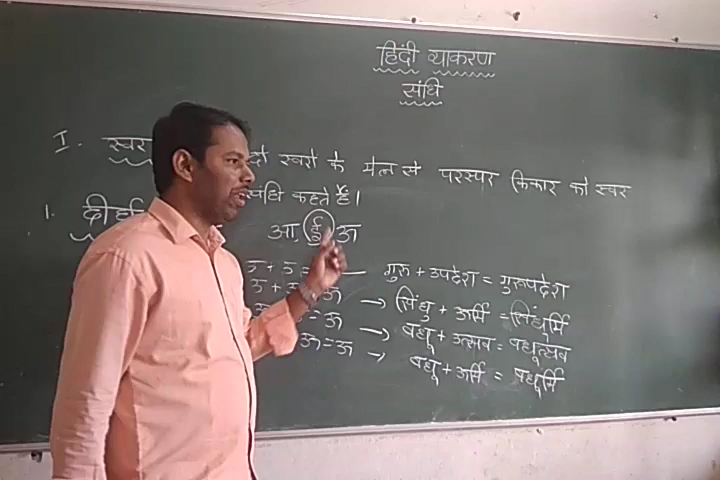 हिंदी व्याकरण
संधि
I. स्वर दो स्वरों के मेल से परस्पर विकार को स्वर
संधि कहते हैं।
1. दीर्घ
आ, ई, ऊ
उ + उ = गुरु + उपदेश = गुरूपदेश
उ + = ऊ → सिंधु + ऊर्मि = सिंधूर्मि
= ऊ → वधू + उत्सव = वधूत्सव
ऊ = ऊ → वधू + ऊर्मि = वधूर्मि